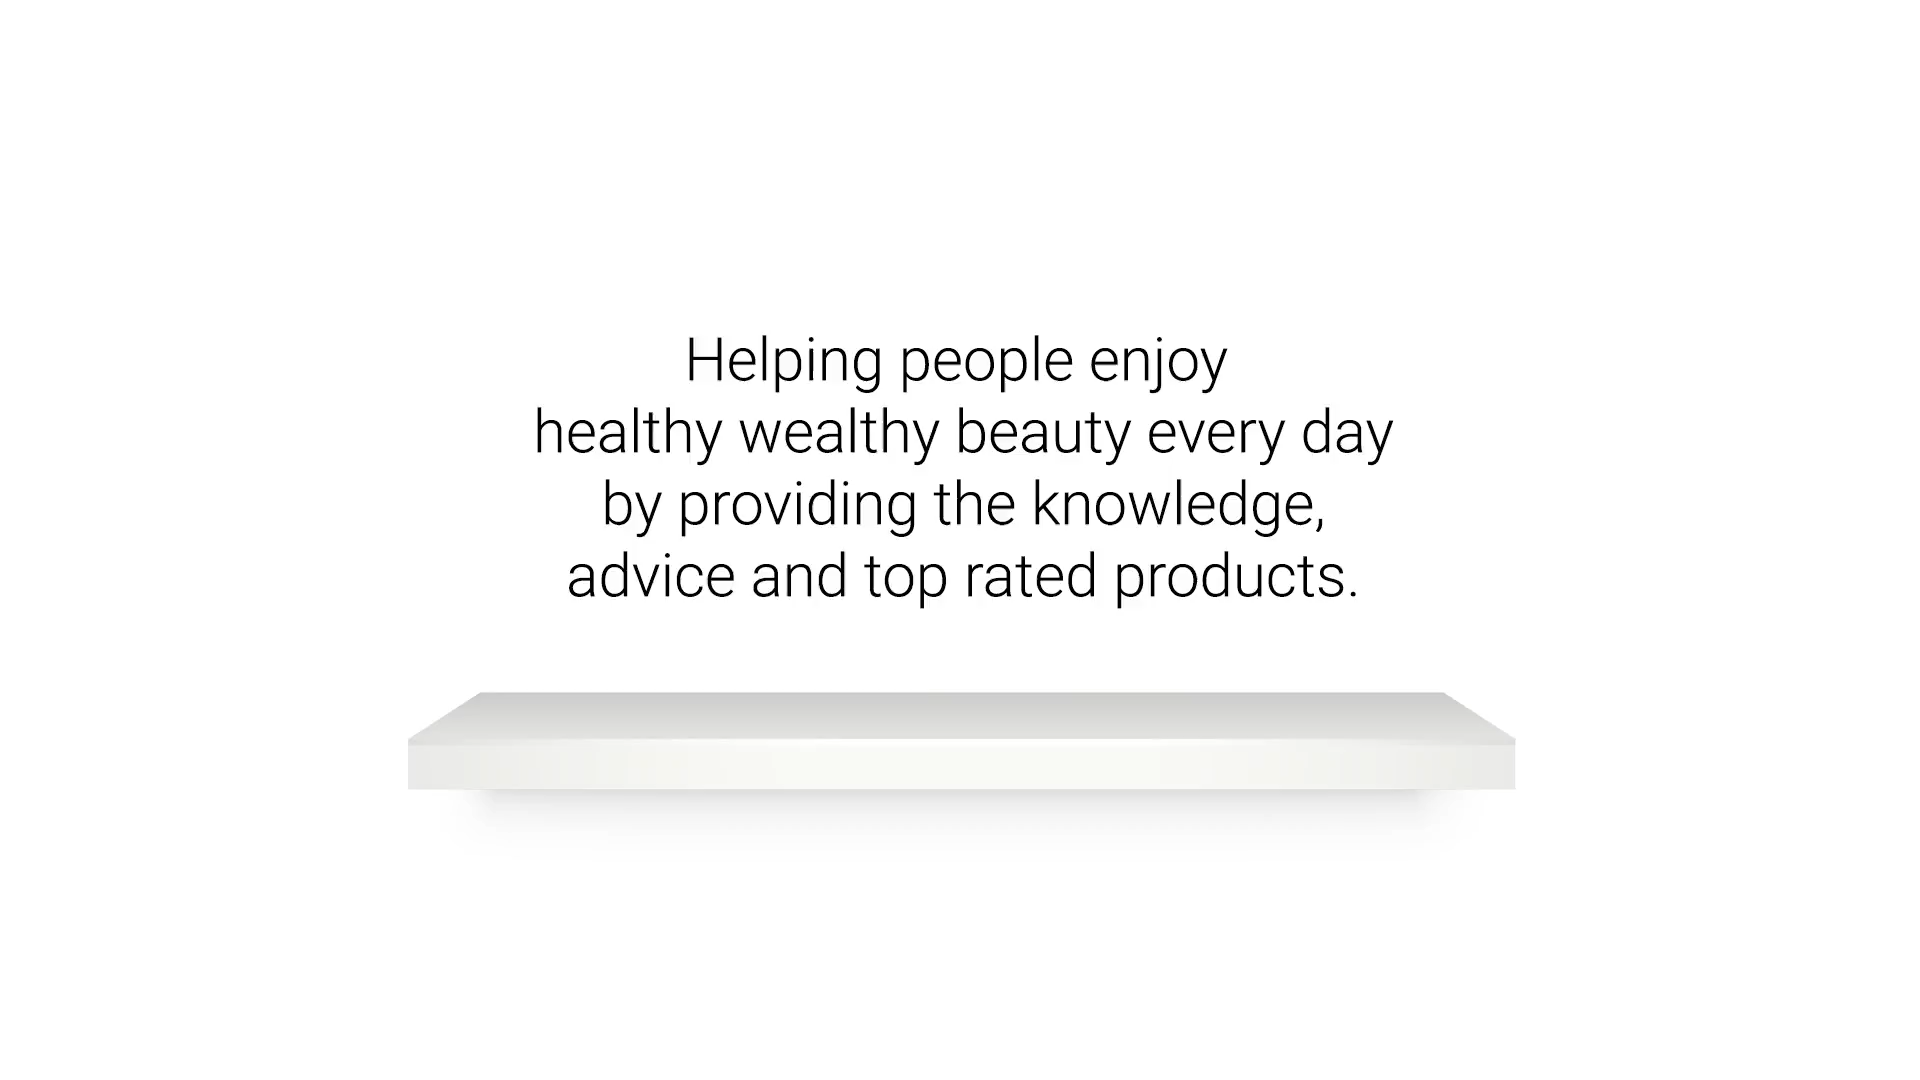 Helping people enjoy
healthy wealthy beauty every day
by providing the knowledge,
advice and top rated products.